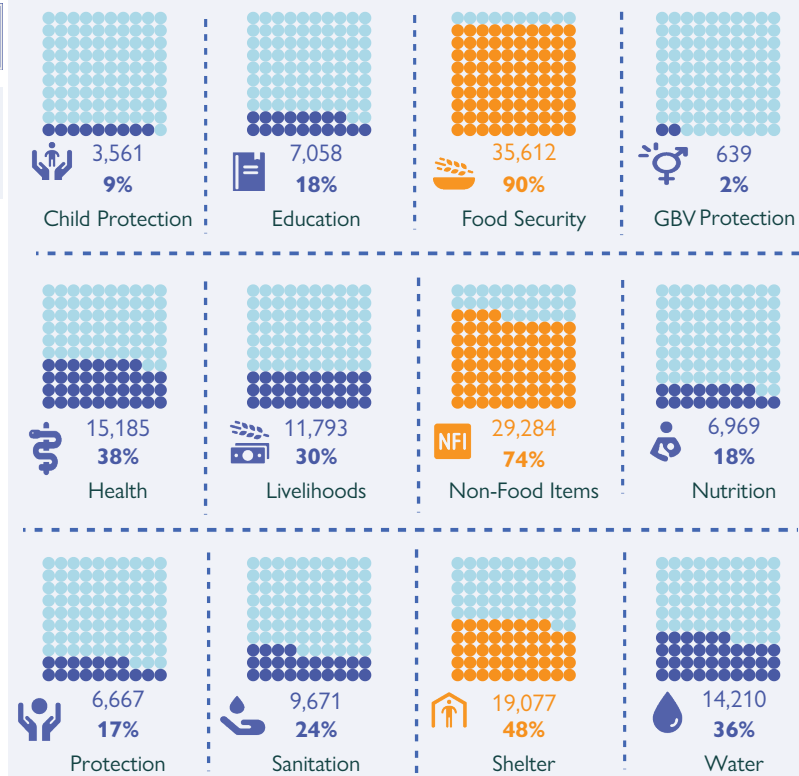 3,561
9%
Child Protection
7,058
18%
Education
35,612
90%
Food Security
639
2%
GBV Protection
15,185
38%
Health
11,793
30%
Livelihoods
NFI
29,284
74%
Non-Food Items
6,969
18%
Nutrition
6,667
17%
Protection
9,671
24%
Sanitation
19,077
48%
Shelter
14,210
36%
Water